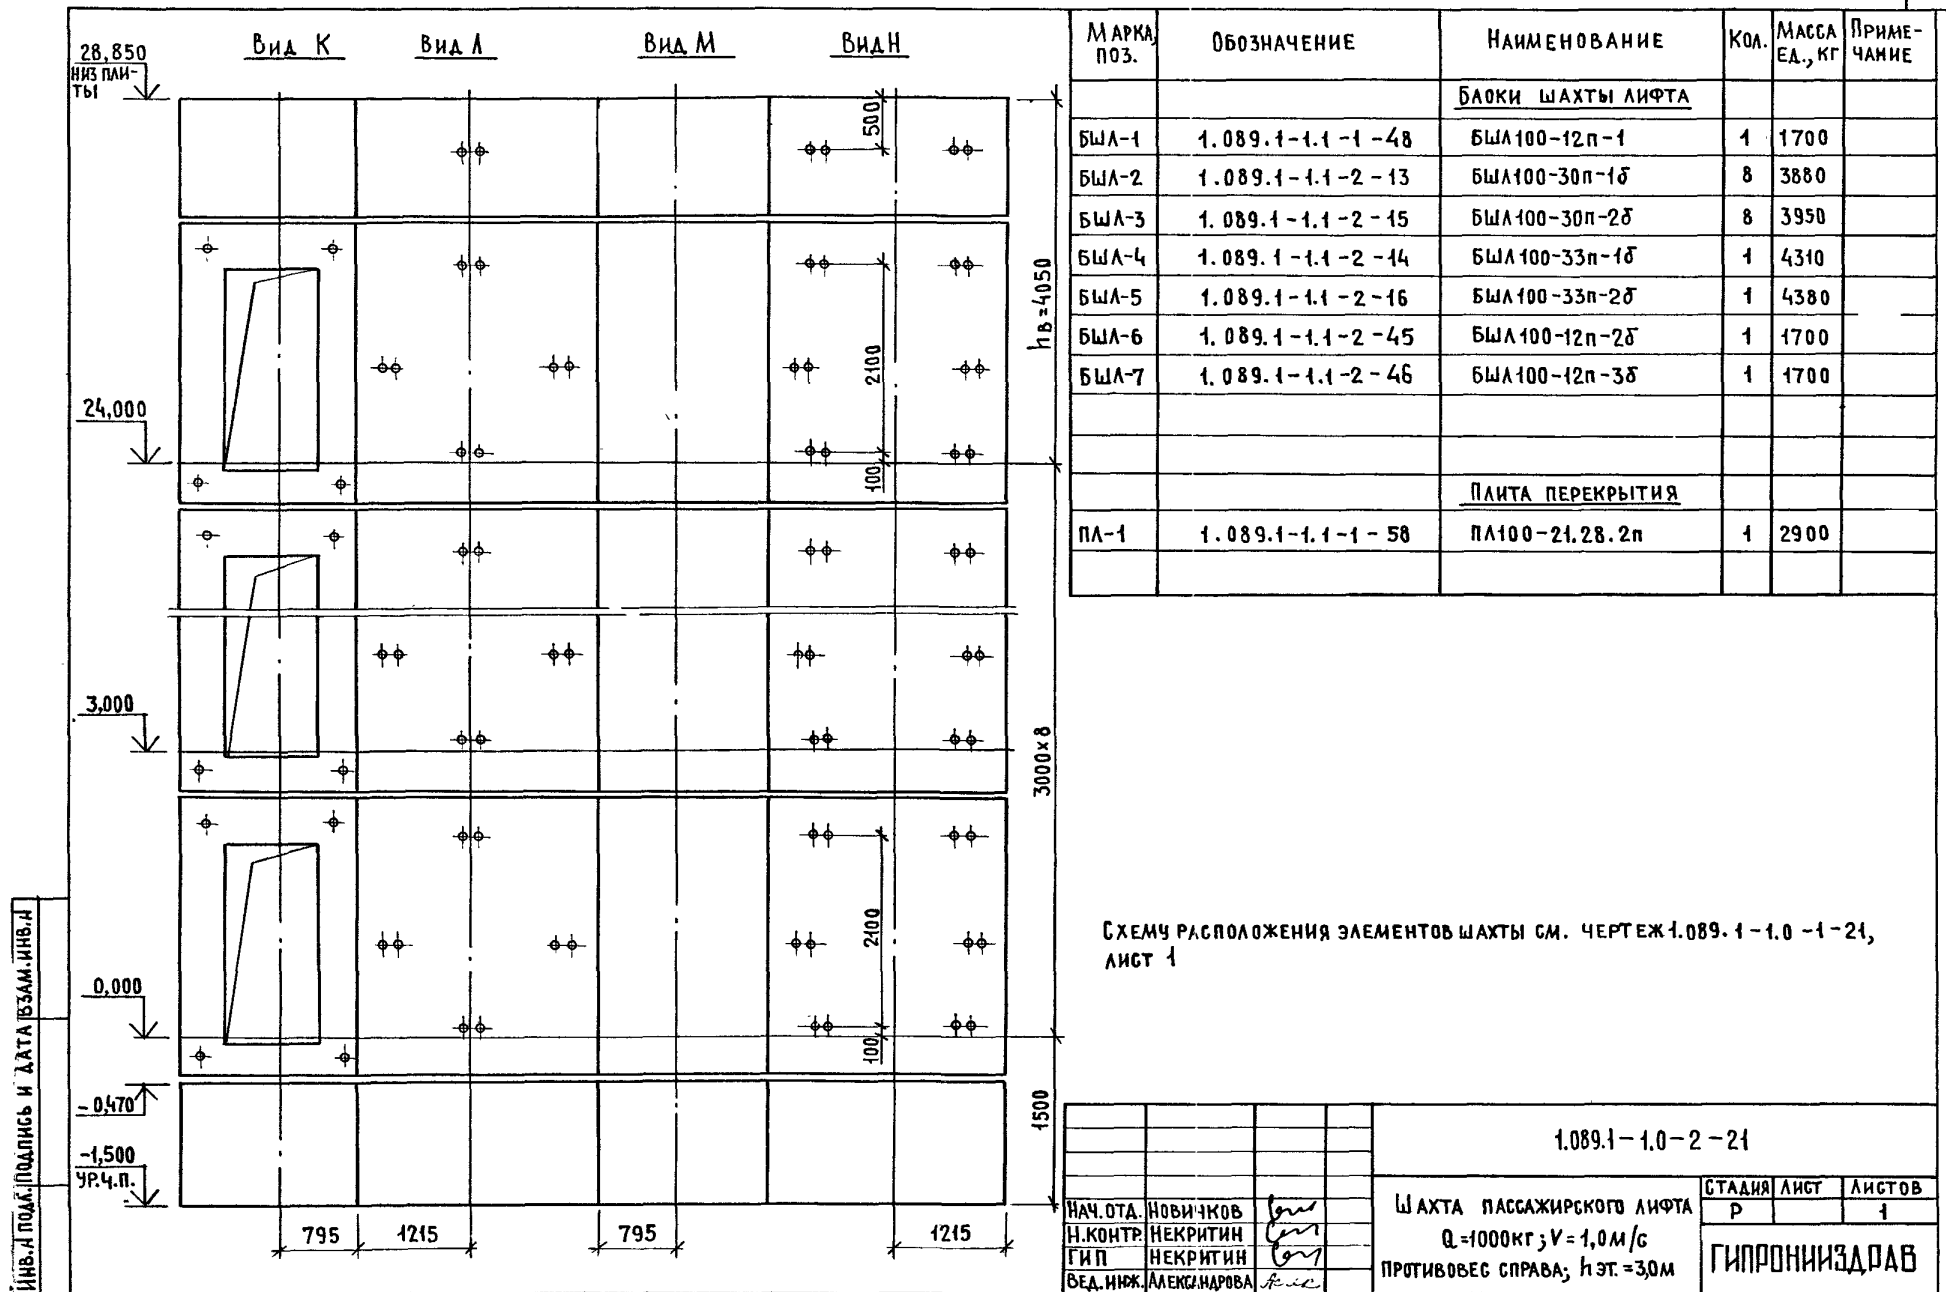 Вид К Вид Л Вид М Вид Н
28,850
низ пли-
ты
500
24,000
2100
100
hв=4050
3,000
3000×8
0,000
2100
100
-0,470
-1,500
ур.ч.п.
1500
795 1215 795 1215
Марка, поз. Обозначение Наименование Кол. Масса ед., кг Приме-чание
Блоки шахты лифта
БШЛ-1 1.089.1-1.1-1-48 БШЛ100-12п-1 1 1700
БШЛ-2 1.089.1-1.1-2-13 БШЛ100-30п-1б 8 3880
БШЛ-3 1.089.1-1.1-2-15 БШЛ100-30п-2б 8 3950
БШЛ-4 1.089.1-1.1-2-14 БШЛ100-33п-1б 1 4310
БШЛ-5 1.089.1-1.1-2-16 БШЛ100-33п-2б 1 4380
БШЛ-6 1.089.1-1.1-2-45 БШЛ100-12п-2б 1 1700
БШЛ-7 1.089.1-1.1-2-46 БШЛ100-12п-3б 1 1700
Плита перекрытия
ПЛ-1 1.089.1-1.1-1-58 ПЛ100-21.28.2п 1 2900
Схему расположения элементов шахты см. чертеж 1.089.1-1.0-1-21,
лист 1
1.089.1-1.0-2-21
Нач.отд. Новичков
Н.контр. Некритин
ГИП Некритин
Вед.инж. Александрова
Шахта пассажирского лифта
Q=1000кг; V=1,0м/с
противовес справа; hэт.=3,0м
Стадия Лист Листов
Р 1
ГИПРОНИИЗДРАВ
Инв.№ подл. Подпись и дата Взам.инв.№